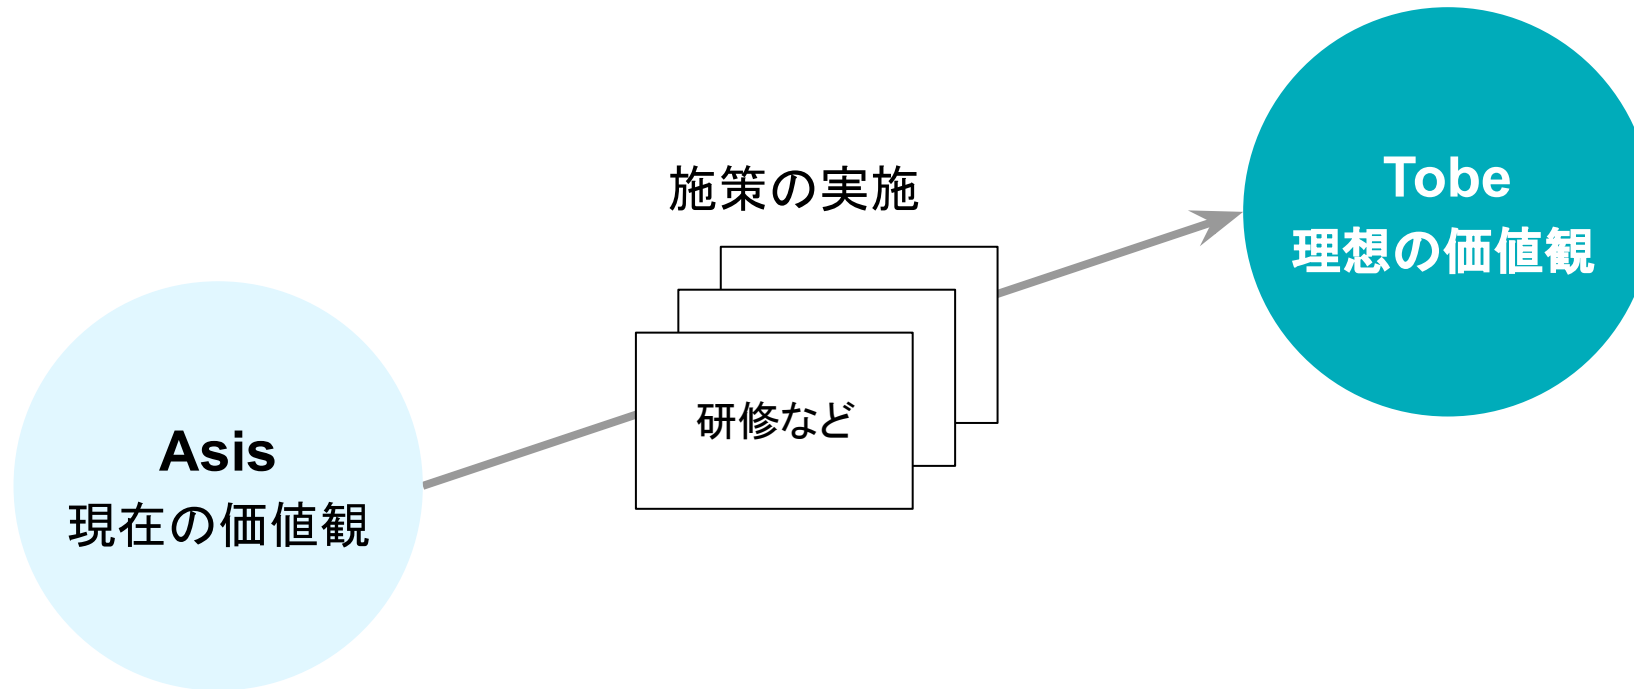 Asis
現在の価値観
施策の実施
研修など
Tobe
理想の価値観